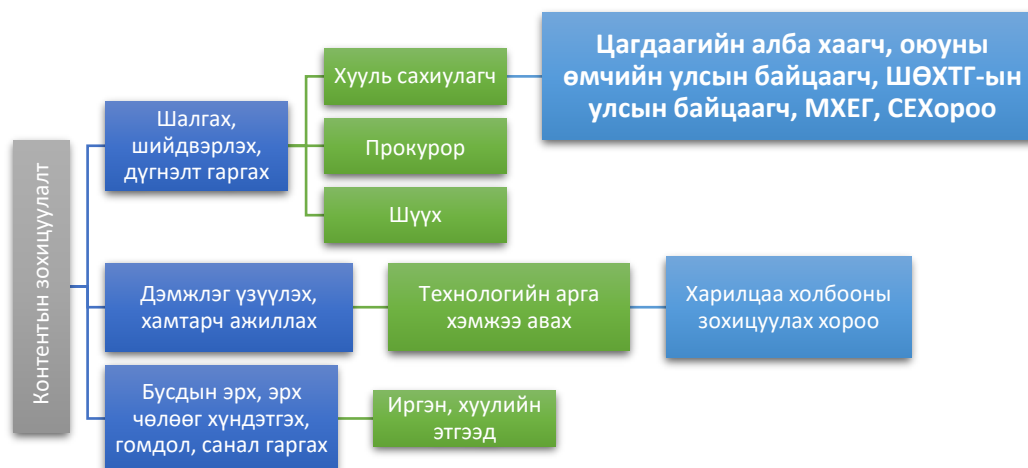 Контентын зохицуулалт
Шалгах,
шийдвэрлэх,
дүгнэлт гаргах
Хууль сахиулагч
Цагдаагийн алба хаагч, оюуны
өмчийн улсын байцаагч, ШӨХТГ-ын
улсын байцаагч, МХЕГ, СЕХороо
Прокурор
Шүүх
Дэмжлэг үзүүлэх,
хамтарч ажиллах
Технологийн арга
хэмжээ авах
Харилцаа холбооны
зохицуулах хороо
Бусдын эрх, эрх
чөлөөг хүндэтгэх,
гомдол, санал гаргах
Иргэн, хуулийн
этгээд